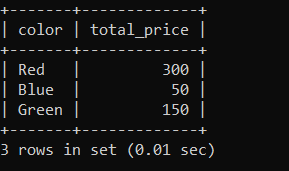 +-------+-------------+
| color | total_price |
+-------+-------------+
| Red   |         300 |
| Blue  |          50 |
| Green |         150 |
+-------+-------------+
3 rows in set (0.01 sec)